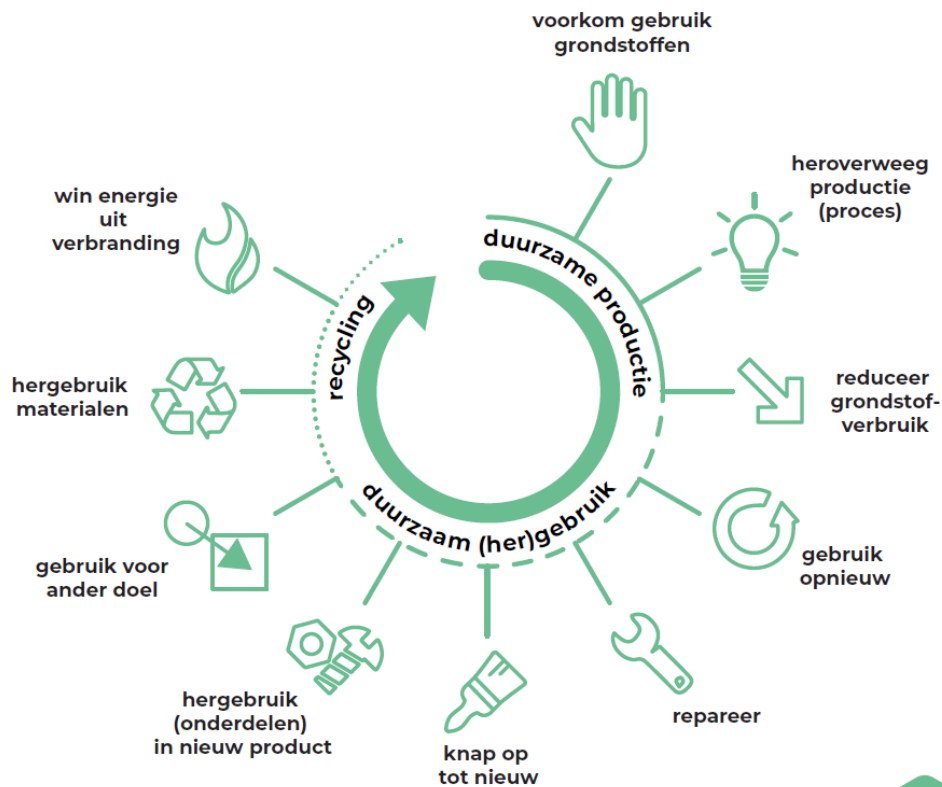 voorkom gebruik
grondstoffen
heroverweeg
productie
(proces)
reduceer
grondstof-
verbruik
gebruik
opnieuw
repareer
knap op
tot nieuw
hergebruik
(onderdelen)
in nieuw product
gebruik voor
ander doel
hergebruik
materialen
win energie
uit
verbranding
duurzame productie
duurzaam (her)gebruik
recycling